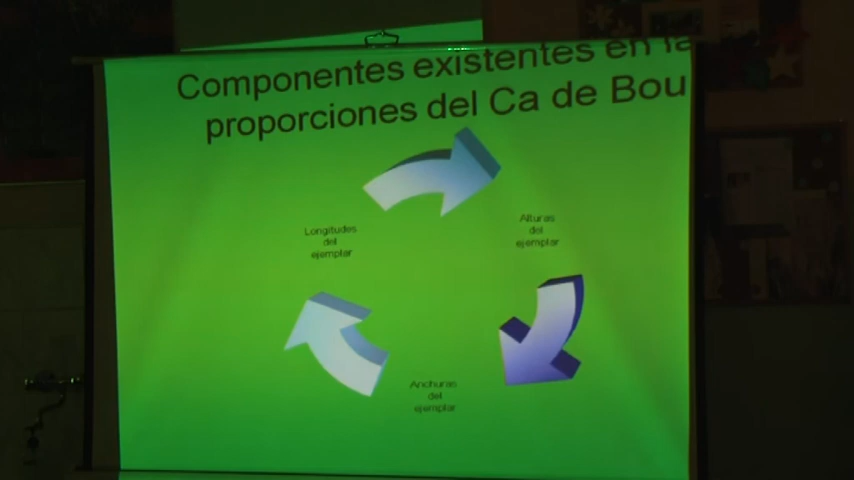 Componentes existentes en la
proporciones del Ca de Bou
Longitudes
del
ejemplar
Alturas
del
ejemplar
Anchuras
del
ejemplar